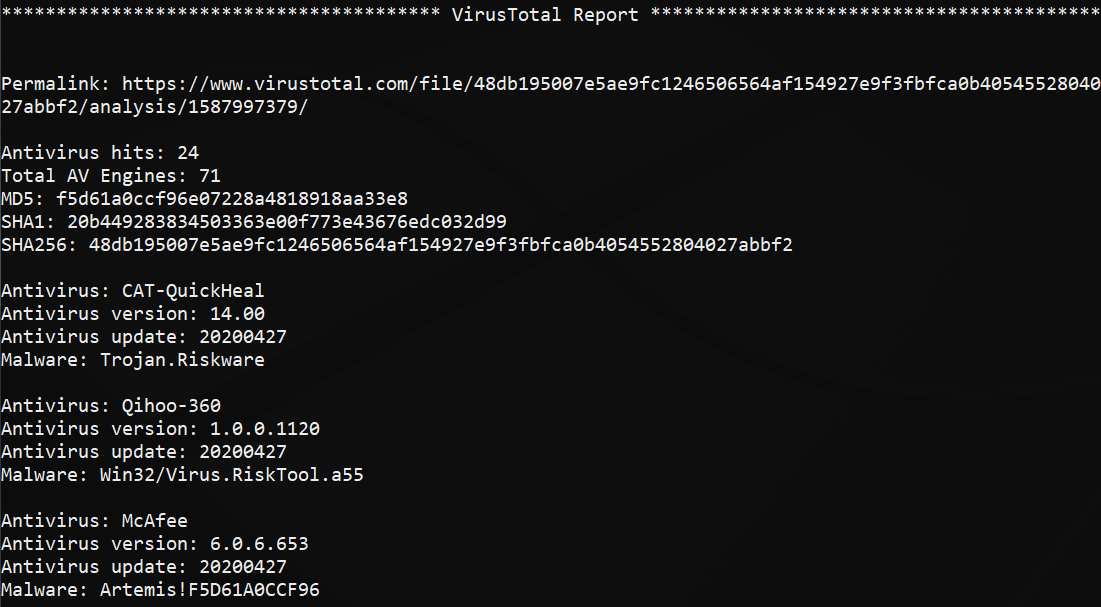 **************************************** VirusTotal Report *****************************************
Permalink: https://www.virustotal.com/file/48db195007e5ae9fc1246506564af154927e9f3fbfca0b4054552804027abbf2/analysis/1587997379/
Antivirus hits: 24
Total AV Engines: 71
MD5: f5d61a0ccf96e07228a4818918aa33e8
SHA1: 20b449283834503363e00f773e43676edc032d99
SHA256: 48db195007e5ae9fc1246506564af154927e9f3fbfca0b4054552804027abbf2
Antivirus: CAT-QuickHeal
Antivirus version: 14.00
Antivirus update: 20200427
Malware: Trojan.Riskware
Antivirus: Qihoo-360
Antivirus version: 1.0.0.1120
Antivirus update: 20200427
Malware: Win32/Virus.RiskTool.a55
Antivirus: McAfee
Antivirus version: 6.0.6.653
Antivirus update: 20200427
Malware: Artemis!F5D61A0CCF96